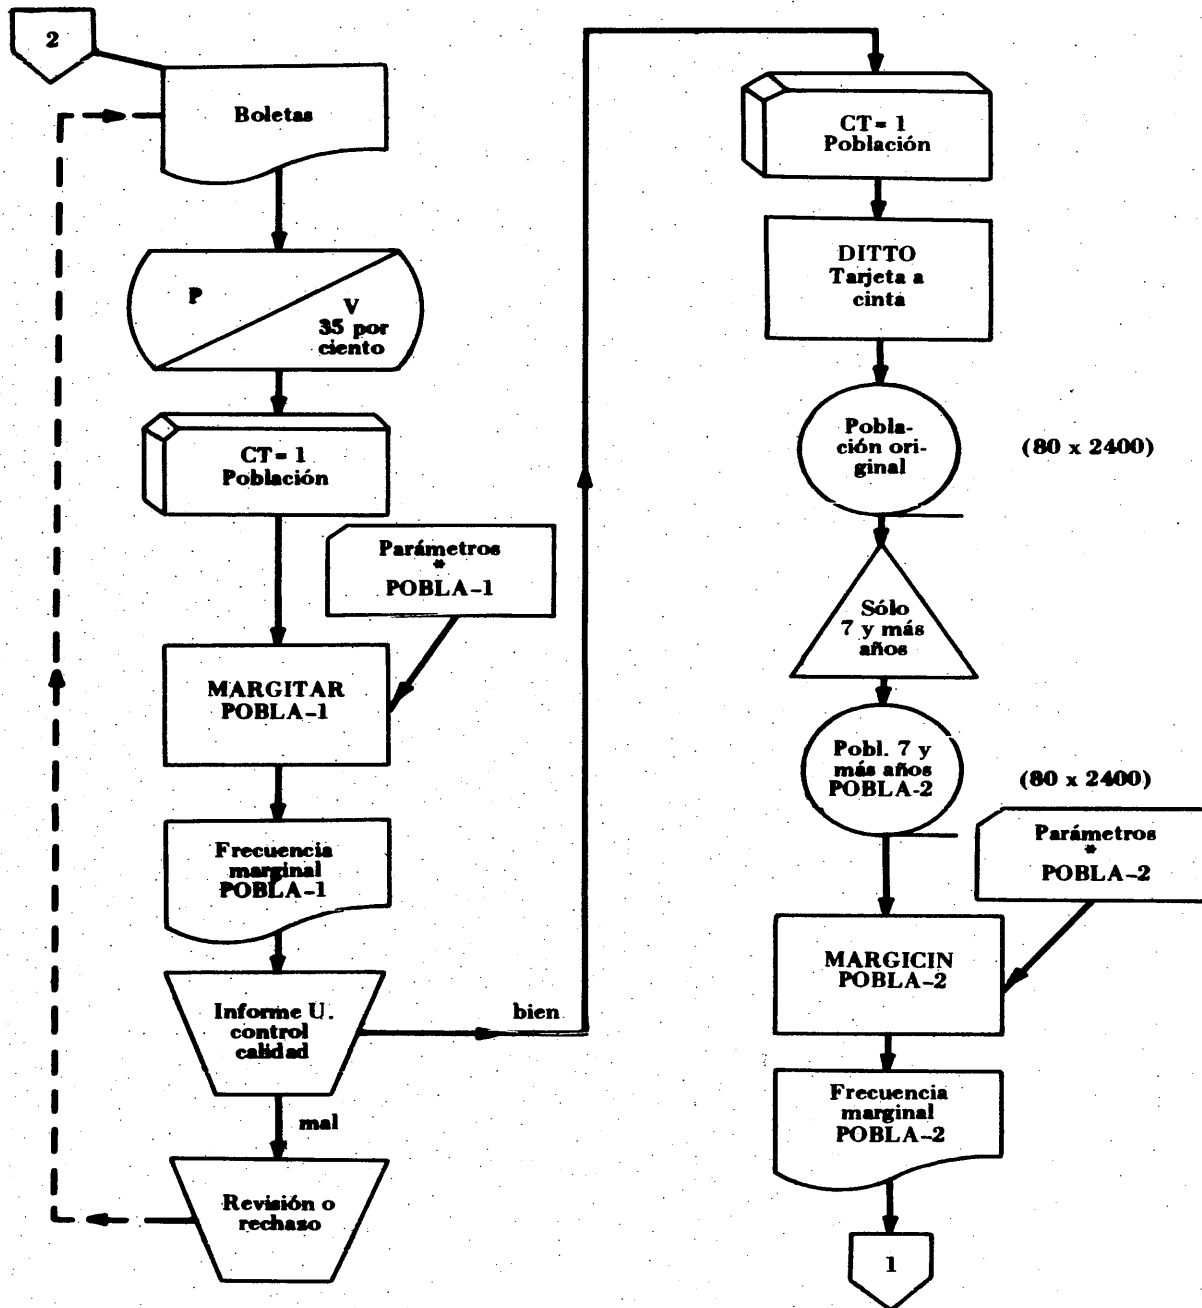 2
Boletas
P
V
35 por
ciento
CT= 1
Población
Parámetros
*
POBLA-1
MARGITAR
POBLA-1
Frecuencia
marginal
POBLA-1
Informe U.
control
calidad
bien
mal
Revisión o
rechaso
CT= 1
Población
DITTO
Tarjeta a
cinta
Pobla-
ción ori-
ginal
(80 x 2400)
Sólo
7 y más
años
Pobl. 7 y
más años
POBLA-2
(80 x 2400)
Parámetros
*
POBLA-2
MARGICIN
POBLA-2
Frecuencia
marginal
POBLA-2
1